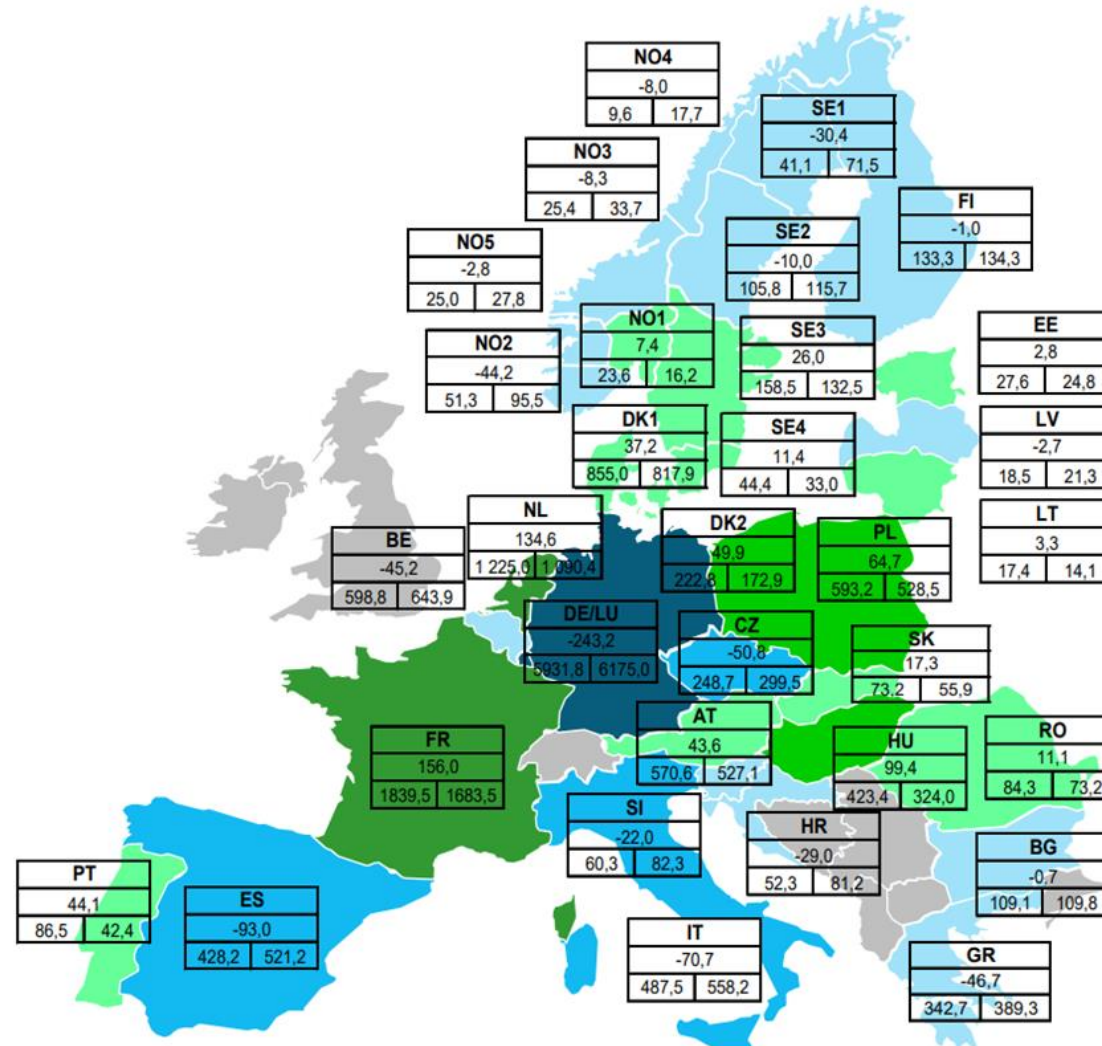 NO4
-8,0
9,6 17,7
SE1
-30,4
41,1 71,5
NO3
-8,3
25,4 33,7
FI
-1,0
133,3 134,3
NO5
-2,8
25,0 27,8
SE2
-10,0
105,8 115,7
NO1
7,4
23,6 16,2
SE3
26,0
158,5 132,5
EE
2,8
27,6 24,8
NO2
-44,2
51,3 95,5
DK1
37,2
855,0 817,9
SE4
11,4
44,4 33,0
LV
-2,7
18,5 21,3
NL
134,6
1 225,0 1 090,4
DK2
49,9
222,8 172,9
PL
64,7
593,2 528,5
LT
3,3
17,4 14,1
BE
-45,2
598,8 643,9
DE/LU
-243,2
5931,8 6175,0
CZ
-50,8
248,7 299,5
SK
17,3
73,2 55,9
FR
156,0
1839,5 1683,5
AT
43,6
570,6 527,1
HU
99,4
423,4 324,0
RO
11,1
84,3 73,2
SI
-22,0
60,3 82,3
HR
-29,0
52,3 81,2
BG
-0,7
109,1 109,8
PT
44,1
86,5 42,4
ES
-93,0
428,2 521,2
IT
-70,7
487,5 558,2
GR
-46,7
342,7 389,3